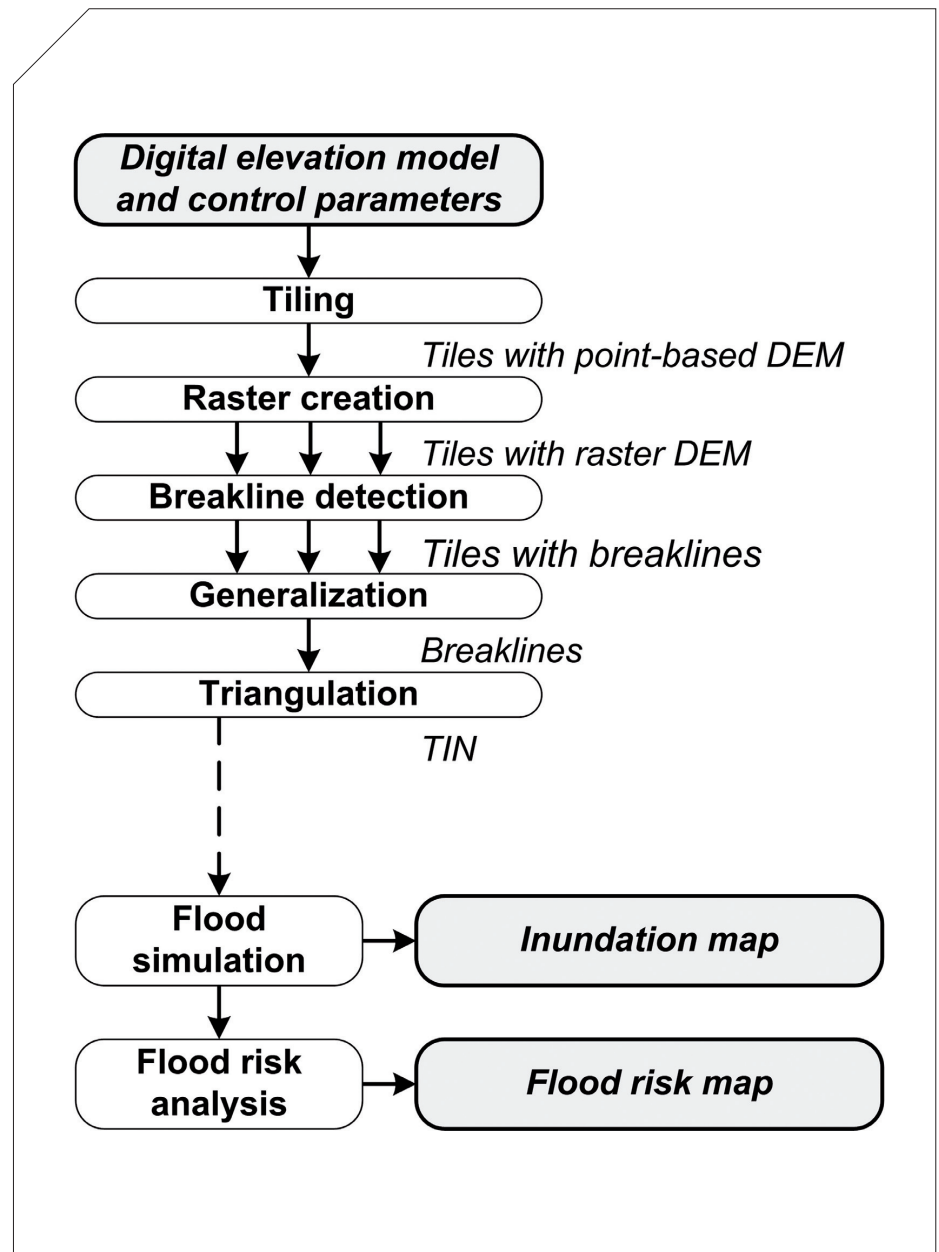 Digital elevation model
and control parameters
Tiling
Tiles with point-based DEM
Raster creation
Tiles with raster DEM
Breakline detection
Tiles with breaklines
Generalization
Breaklines
Triangulation
TIN
Flood
simulation
Inundation map
Flood risk
analysis
Flood risk map